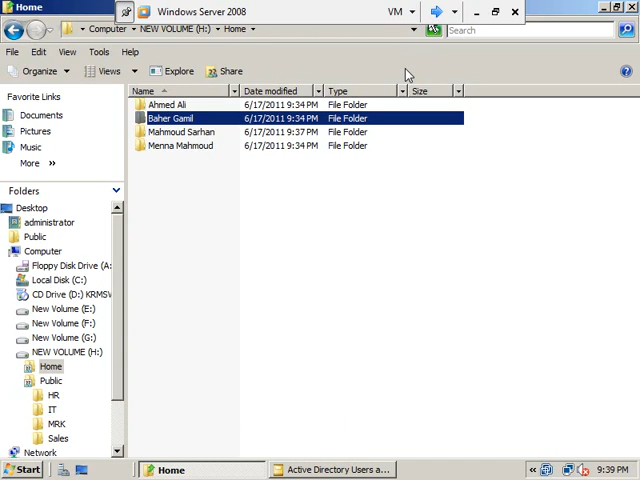 Home
Windows Server 2008
VM
Computer
NEW VOLUME (H:)
Home
Search
File
Edit
View
Tools
Help
Organize
Views
Explore
Share
Favorite Links
Documents
Pictures
Music
More »
Folders
Name
Date modified
Type
Size
Ahmed Ali
6/17/2011 9:34 PM
File Folder
Baher Gamil
6/17/2011 9:34 PM
File Folder
Mahmoud Sarhan
6/17/2011 9:37 PM
File Folder
Menna Mahmoud
6/17/2011 9:34 PM
File Folder
Desktop
administrator
Public
Computer
Floppy Disk Drive (A:
Local Disk (C:)
CD Drive (D:) KRMSV
New Volume (E:)
New Volume (F:)
New Volume (G:)
NEW VOLUME (H:)
Home
Public
HR
IT
MRK
Sales
Network
Start
Home
Active Directory Users a...
«
9:39 PM